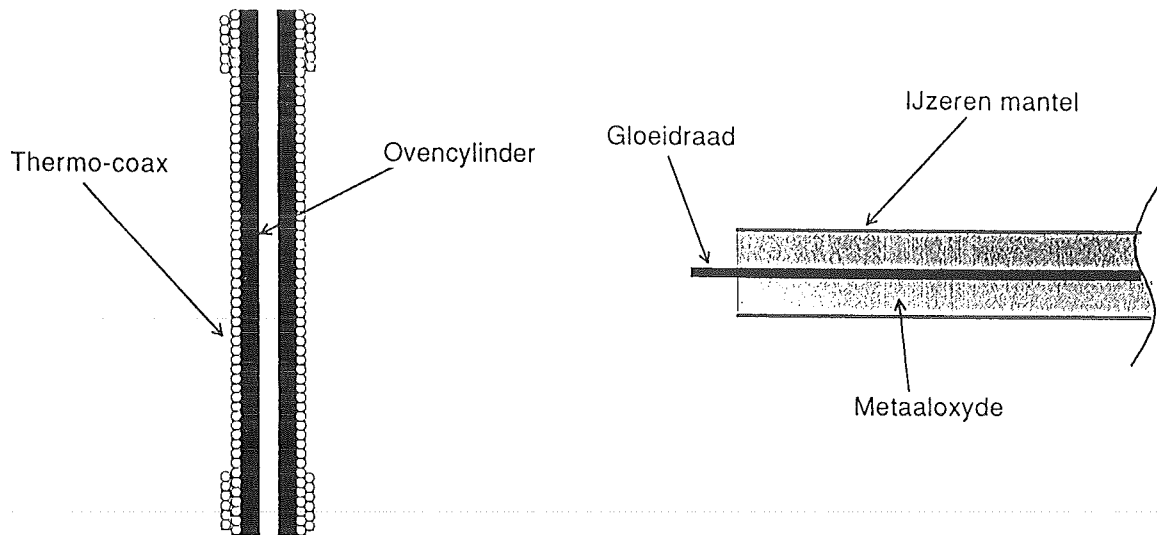 Thermo-coax
Ovencylinder
IJzeren mantel
Gloeidraad
Metaaloxyde